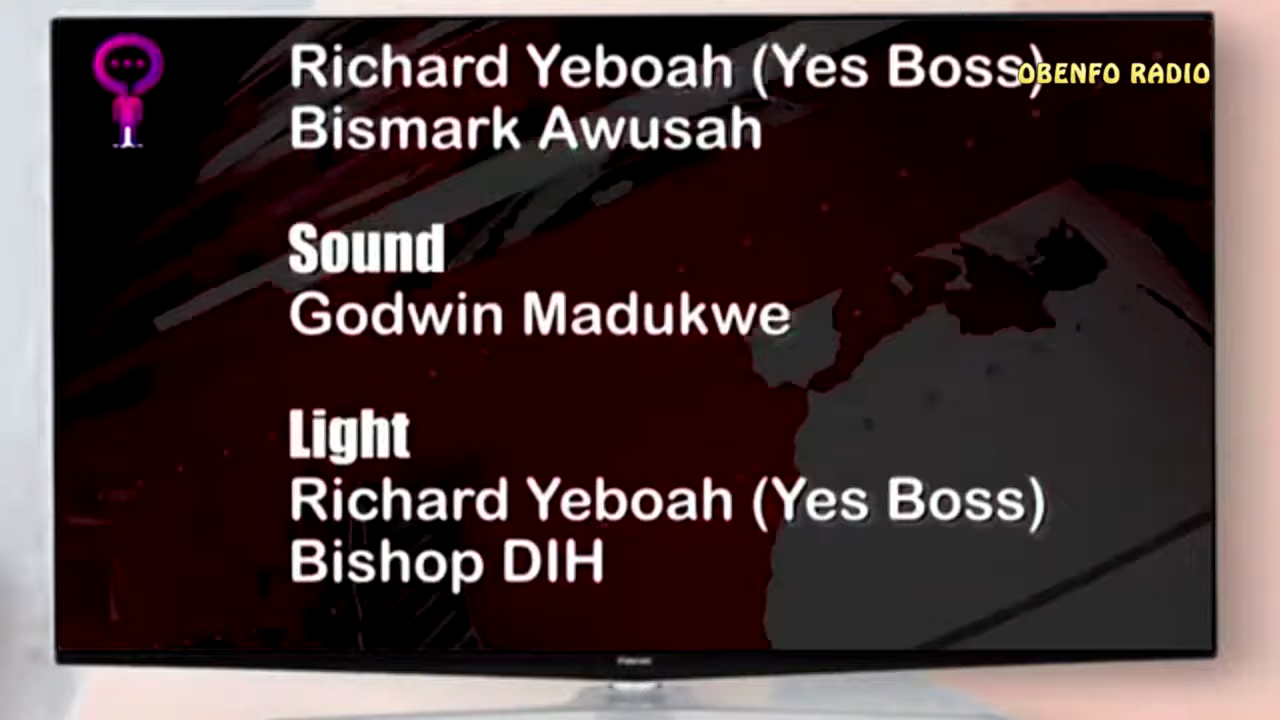 Richard Yeboah (Yes Boss)
OBENFO RADIO
Bismark Awusah
Sound
Godwin Madukwe
Light
Richard Yeboah (Yes Boss)
Bishop DIH